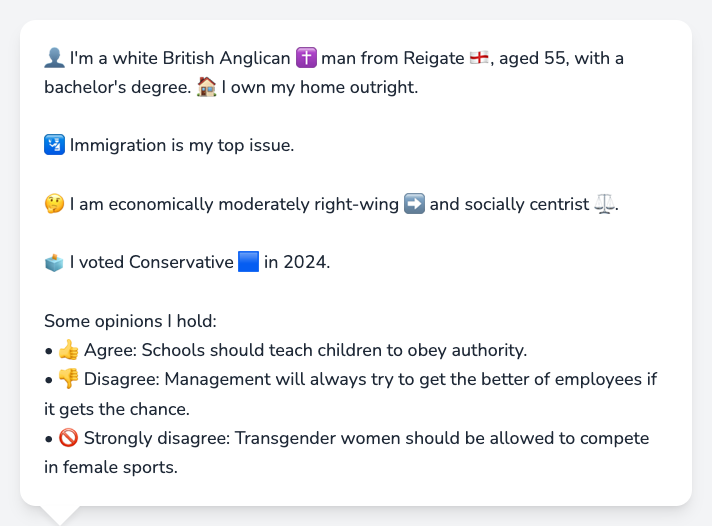 👤 I'm a white British Anglican ✝️ man from Reigate 🏴󠁧󠁢󠁥󠁮󠁧󠁿, aged 55, with a
bachelor's degree. 🏠 I own my home outright.
🛂 Immigration is my top issue.
🤔 I am economically moderately right-wing ➡️ and socially centrist ⚖️.
🗳️ I voted Conservative 🟦 in 2024.
Some opinions I hold:
• 👍 Agree: Schools should teach children to obey authority.
• 👎 Disagree: Management will always try to get the better of employees if
it gets the chance.
• 🚫 Strongly disagree: Transgender women should be allowed to compete
in female sports.